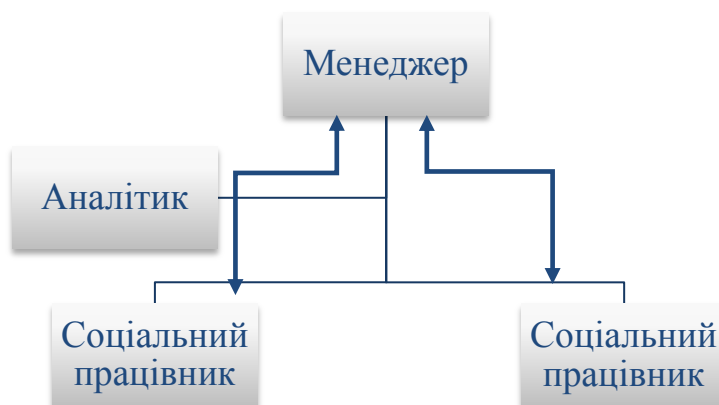 Менеджер
Аналітик
Соціальний
працівник
Соціальний
працівник